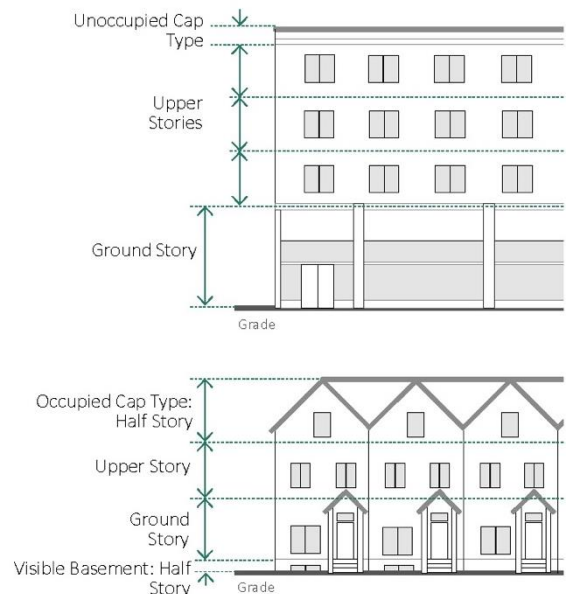 Unoccupied Cap
Type
Upper
Stories
Ground Story
Grade
Occupied Cap Type:
Half Story
Upper Story
Ground
Story
Visible Basement: Half
Story
Grade